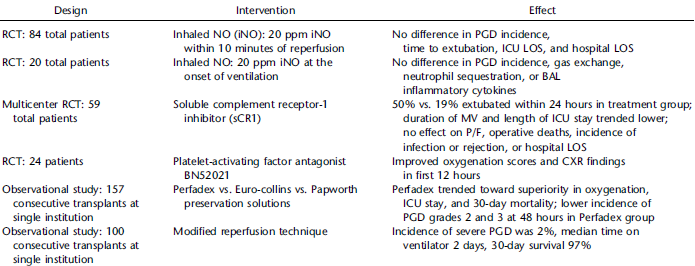 Design Intervention Effect
RCT: 84 total patients Inhaled NO (iNO): 20 ppm iNO No difference in PGD incidence,
within 10 minutes of reperfusion time to extubation, ICU LOS, and hospital LOS
RCT: 20 total patients Inhaled NO: 20 ppm iNO at the No difference in PGD incidence, gas exchange,
onset of ventilation neutrophil sequestration, or BAL
inflammatory cytokines
Multicenter RCT: 59 Soluble complement receptor-1 50% vs. 19% extubated within 24 hours in treatment group;
total patients inhibitor (sCR1) duration of MV and length of ICU stay trended lower;
no effect on P/F, operative deaths, incidence of
infection or rejection, or hospital LOS
RCT: 24 patients Platelet-activating factor antagonist Improved oxygenation scores and CXR findings
BN52021 in first 12 hours
Observational study: 157 Perfadex vs. Euro-collins vs. Papworth Perfadex trended toward superiority in oxygenation,
consecutive transplants at preservation solutions ICU stay, and 30-day mortality; lower incidence of
single institution PGD grades 2 and 3 at 48 hours in Perfadex group
Observational study: 100 Modified reperfusion technique Incidence of severe PGD was 2%, median time on
consecutive transplants at ventilator 2 days, 30-day survival 97%
single institution